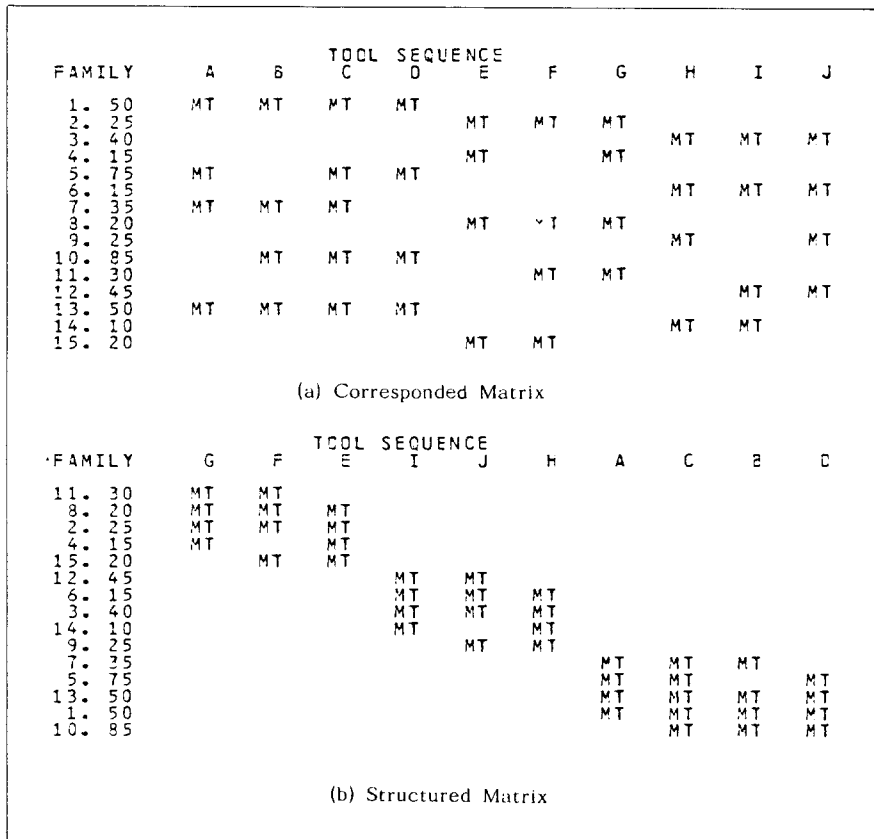 TOOL SEQUENCE
FAMILY A B C D E F G H I J
1. 50 MT MT MT MT
2. 25 MT MT MT
3. 40 MT MT MT
4. 15 MT MT
5. 75 MT MT MT
6. 15 MT MT MT
7. 35 MT MT MT
8. 20 MT MT
9. 25 MT MT
10. 85 MT MT MT
11. 30 MT MT
12. 45 MT MT
13. 50 MT MT MT MT
14. 10 MT MT
15. 20 MT MT
(a) Corresponded Matrix
TOOL SEQUENCE
FAMILY G F E I J H A C B D
11. 30 MT MT
8. 20 MT MT MT
2. 25 MT MT MT
4. 15 MT MT
15. 20 MT MT
12. 45 MT MT
6. 15 MT MT MT
3. 40 MT MT MT
14. 10 MT MT
9. 25 MT MT
7. 35 MT MT MT
5. 75 MT MT MT
13. 50 MT MT MT MT
1. 50 MT MT MT MT
10. 85 MT MT MT
(b) Structured Matrix